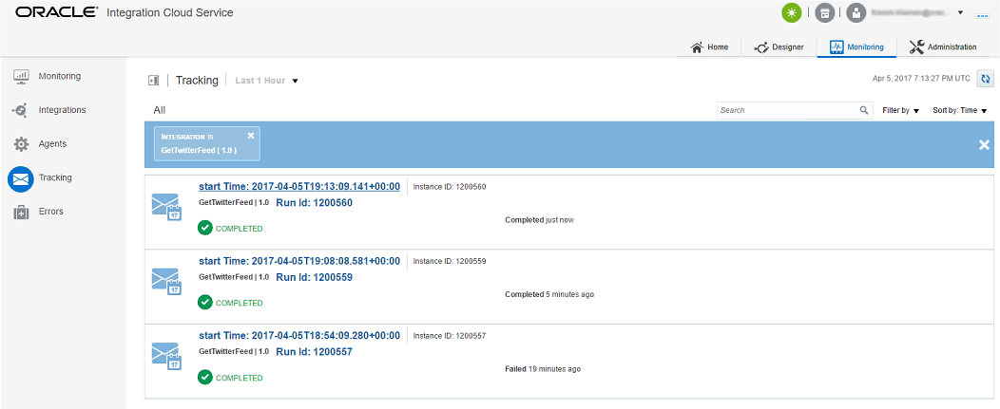 ORACLE® Integration Cloud Service
Home Designer Monitoring Administration
Monitoring
Integrations
Agents
Tracking
Errors
Tracking Last 1 Hour
Apr 5, 2017 7:13:27 PM UTC
All
Search Filter by Sort by: Time
INTEGRATION IS
GetTwitterFeed ( 1.0 )
start Time: 2017-04-05T19:13:09.141+00:00 Instance ID: 1200560
17
GetTwitterFeed | 1.0 Run Id: 1200560
Completed just now
COMPLETED
start Time: 2017-04-05T19:08:08.581+00:00 Instance ID: 1200559
17
GetTwitterFeed | 1.0 Run Id: 1200559
Completed 5 minutes ago
COMPLETED
start Time: 2017-04-05T18:54:09.280+00:00 Instance ID: 1200557
17
GetTwitterFeed | 1.0 Run Id: 1200557
Failed 19 minutes ago
COMPLETED